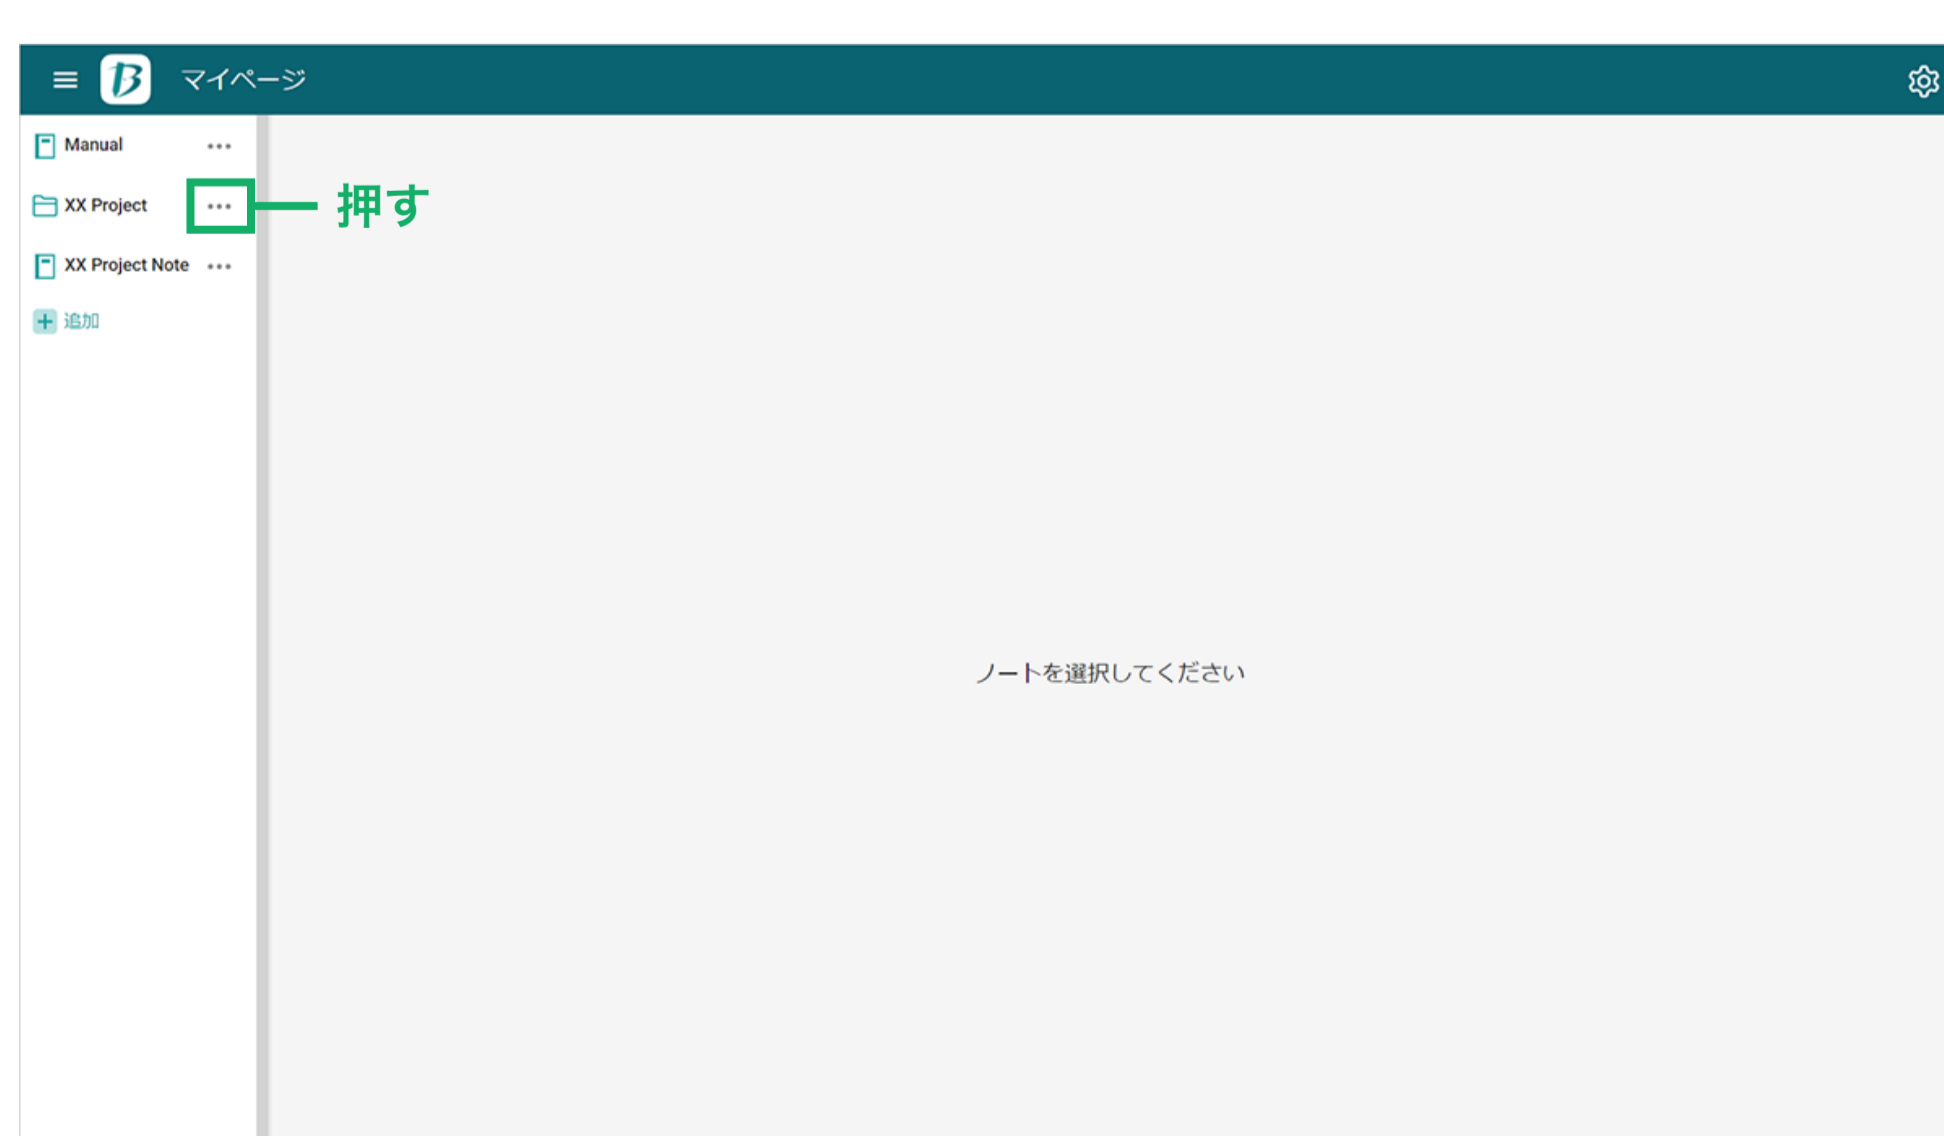 B マイページ
Manual
XX Project
押す
XX Project Note
追加
ノートを選択してください